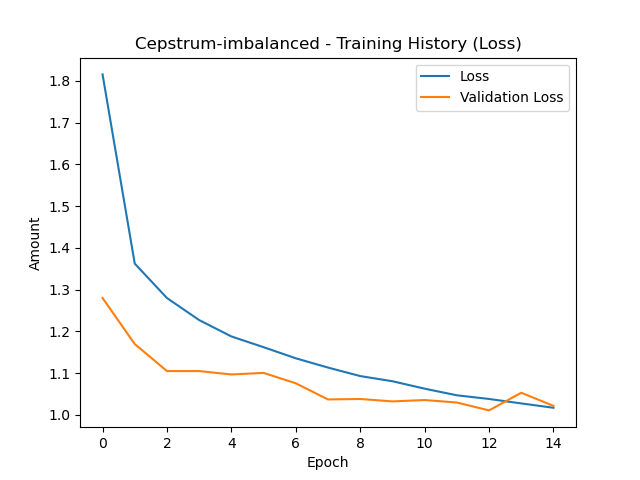 Cepstrum-imbalanced - Training History (Loss)
Loss
Validation Loss
Amount
1.8
1.7
1.6
1.5
1.4
1.3
1.2
1.1
1.0
0 2 4 6 8 10 12 14
Epoch